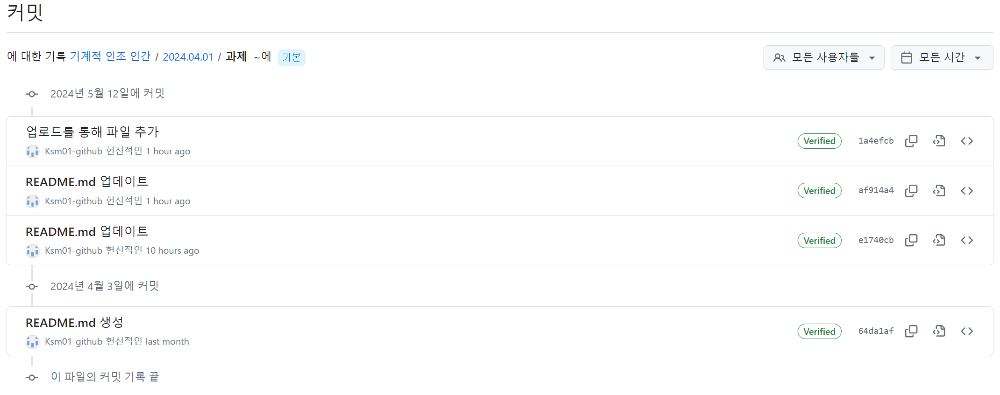 커밋
에 대한 기록 기계적 인조 인간 / 2024.04.01 / 과제 ~에 기본
모든 사용자들
모든 시간
2024년 5월 12일에 커밋
업로드를 통해 파일 추가
Ksm01-github 헌신적인 1 hour ago
Verified
1a4efcb
README.md 업데이트
Ksm01-github 헌신적인 1 hour ago
Verified
af914a4
README.md 업데이트
Ksm01-github 헌신적인 10 hours ago
Verified
e1740cb
2024년 4월 3일에 커밋
README.md 생성
Ksm01-github 헌신적인 last month
Verified
64da1af
이 파일의 커밋 기록 끝